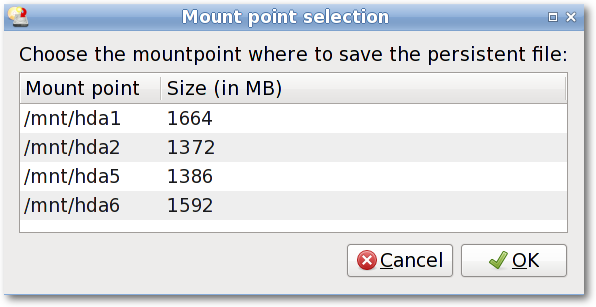 Mount point selection
Choose the mountpoint where to save the persistent file:
Mount point Size (in MB)
/mnt/hda1 1664
/mnt/hda2 1372
/mnt/hda5 1386
/mnt/hda6 1592
Cancel OK